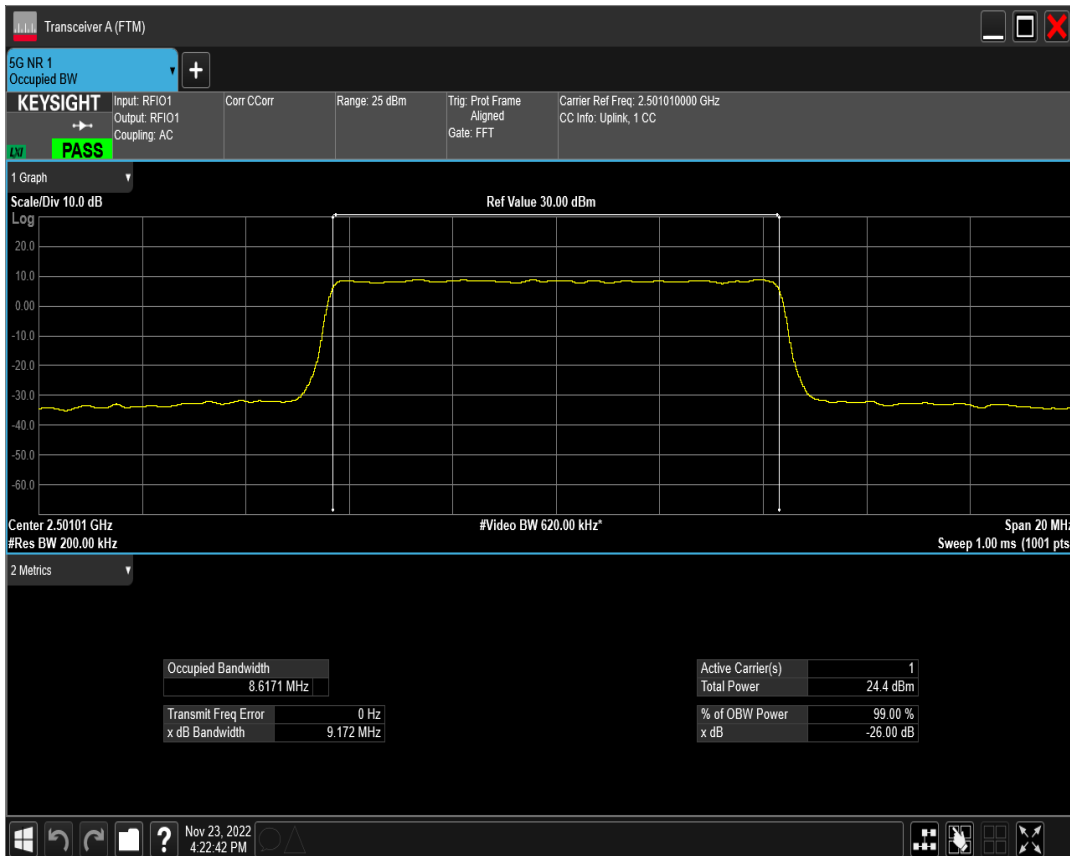 Transceiver A (FTM)
5G NR 1
Occupied BW
+
KEYSIGHT
LXI
PASS
Input: RFIO1
Output: RFIO1
Coupling: AC
Corr CCorr
Range: 25 dBm
Trig: Prot Frame
Aligned
Gate: FFT
Carrier Ref Freq: 2.501010000 GHz
CC Info: Uplink, 1 CC
1 Graph
Scale/Div 10.0 dB
Ref Value 30.00 dBm
Log
20.0
10.0
0.00
-10.0
-20.0
-30.0
-40.0
-50.0
-60.0
Center 2.50101 GHz
#Video BW 620.00 kHz*
Span 20 MHz
#Res BW 200.00 kHz
Sweep 1.00 ms (1001 pts
2 Metrics
Occupied Bandwidth
8.6171 MHz
Transmit Freq Error 0 Hz
x dB Bandwidth 9.172 MHz
Active Carrier(s) 1
Total Power 24.4 dBm
% of OBW Power 99.00 %
x dB -26.00 dB
?
Nov 23, 2022
4:22:42 PM